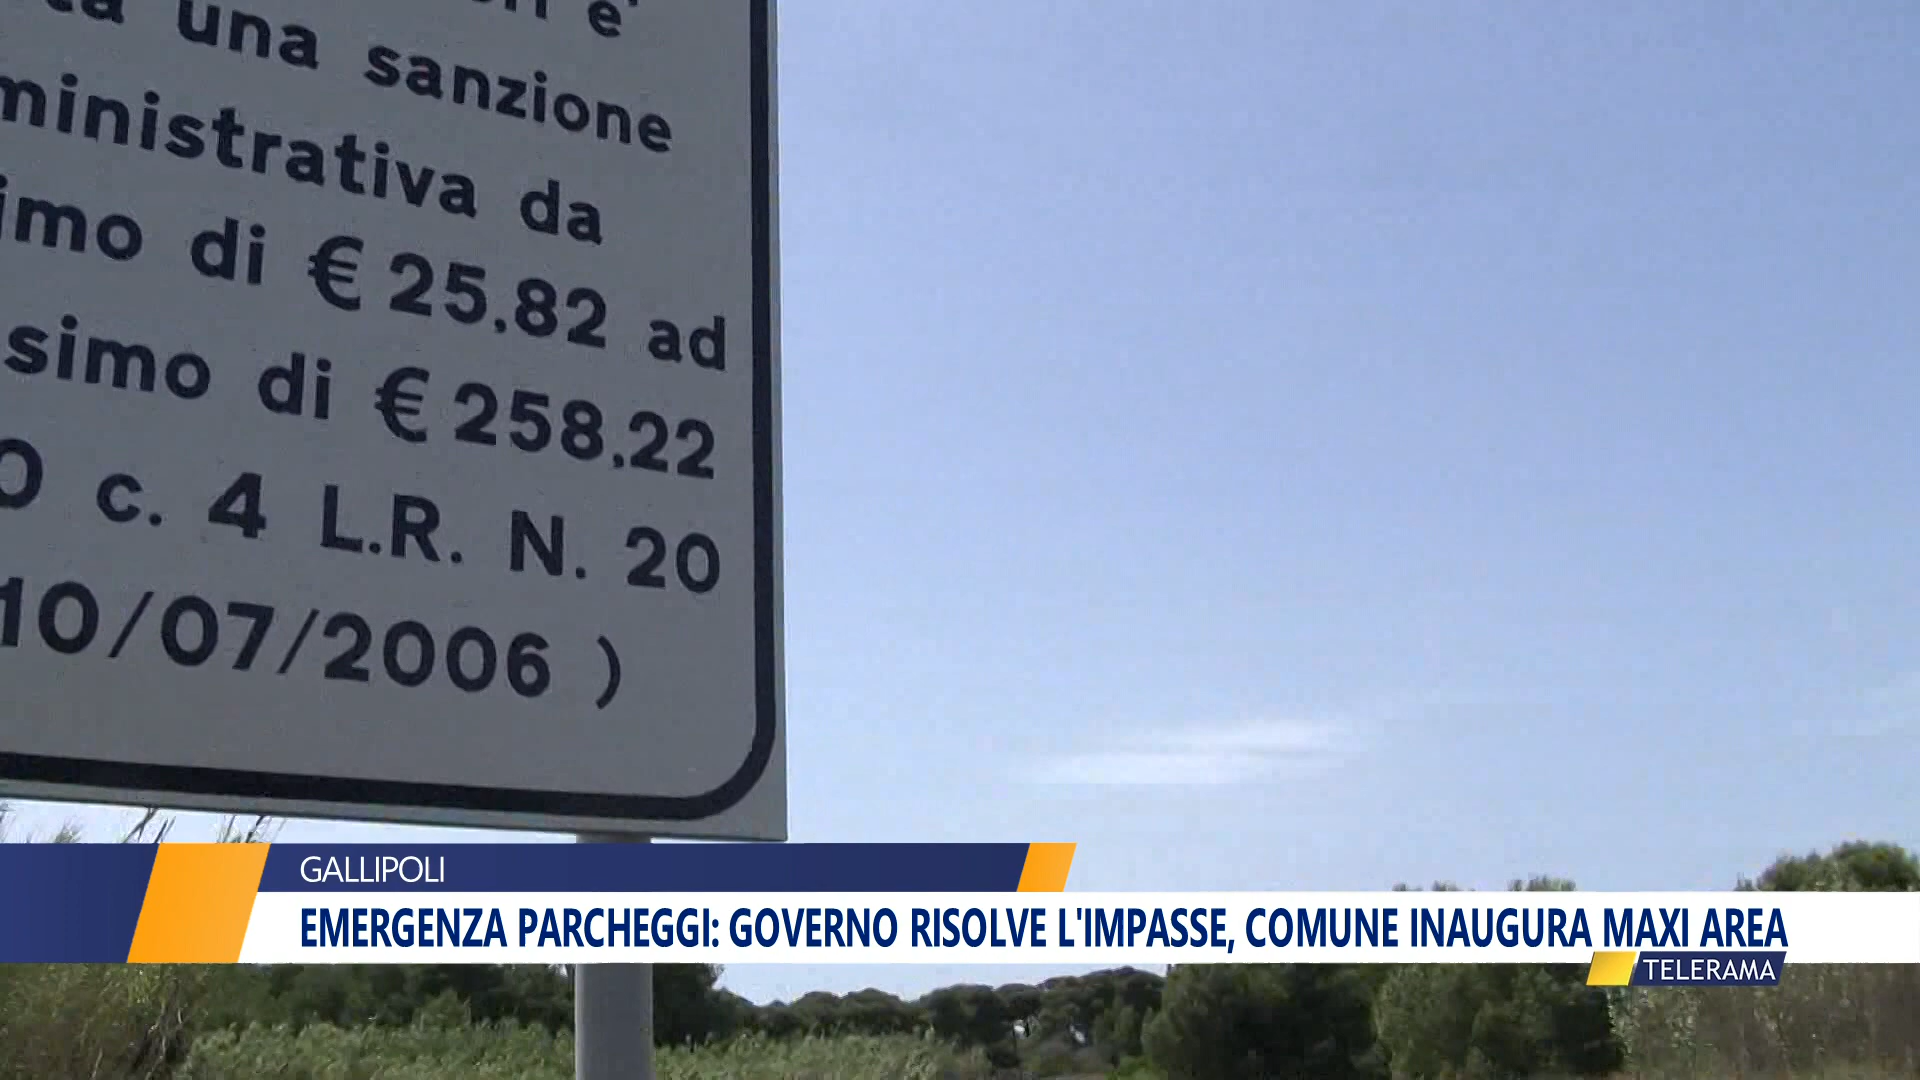 una sanzione
ministrativa da
imo di € 25,82 ad
simo di € 258,22
c. 4 L.R. N. 20
10/07/2006 )
GALLIPOLI
EMERGENZA PARCHEGGI: GOVERNO RISOLVE L'IMPASSE, COMUNE INAUGURA MAXI AREA
TELERAMA